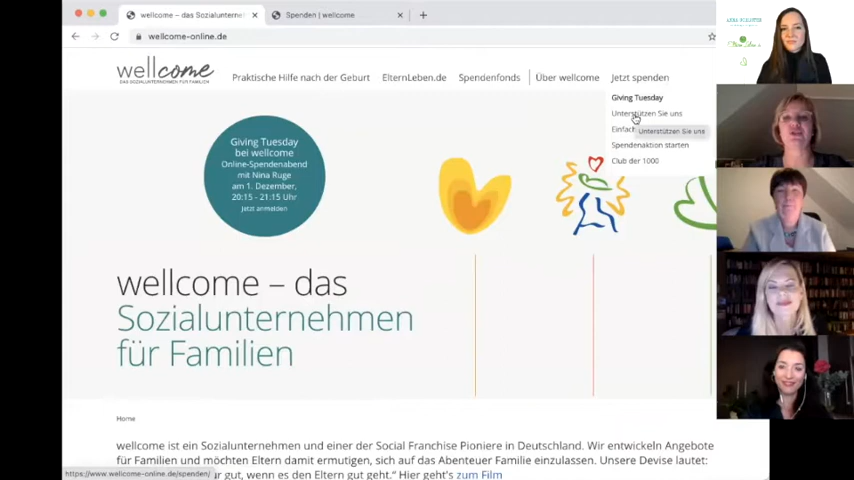 wellcome – das Sozialunterneh
Spenden | wellcome
wellcome-online.de
wellcome
DAS SOZIALUNTERNEHMEN FÜR FAMILIEN
Praktische Hilfe nach der Geburt
ElternLeben.de
Spendenfonds
Über wellcome
Jetzt spenden
Giving Tuesday
Unterstützen Sie uns
Einfach
Unterstützen Sie uns
Spendenaktion starten
Club der 1000
Giving Tuesday
bei wellcome
Online-Spendenabend
mit Nina Ruge
am 1. Dezember,
20:15 - 21:15 Uhr
Jetzt anmelden
wellcome – das
Sozialunternehmen
für Familien
Home
wellcome ist ein Sozialunternehmen und einer der Social Franchise Pioniere in Deutschland. Wir entwickeln Angebote
für Familien und möchten Eltern damit ermutigen, sich auf das Abenteuer Familie einzulassen. Unsere Devise lautet:
ur gut, wenn es den Eltern gut geht.“ Hier geht's zum Film
https://www.wellcome-online.de/spenden/